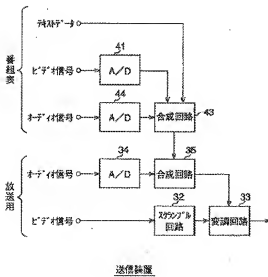 番組表
テキストデータ
ビデオ信号
41
A/D
44
オーディオ信号
A/D
合成回路
43
放送用
34
35
オーディオ信号
A/D
合成回路
32
33
ビデオ信号
スクランブル回路
変調回路
送信装置